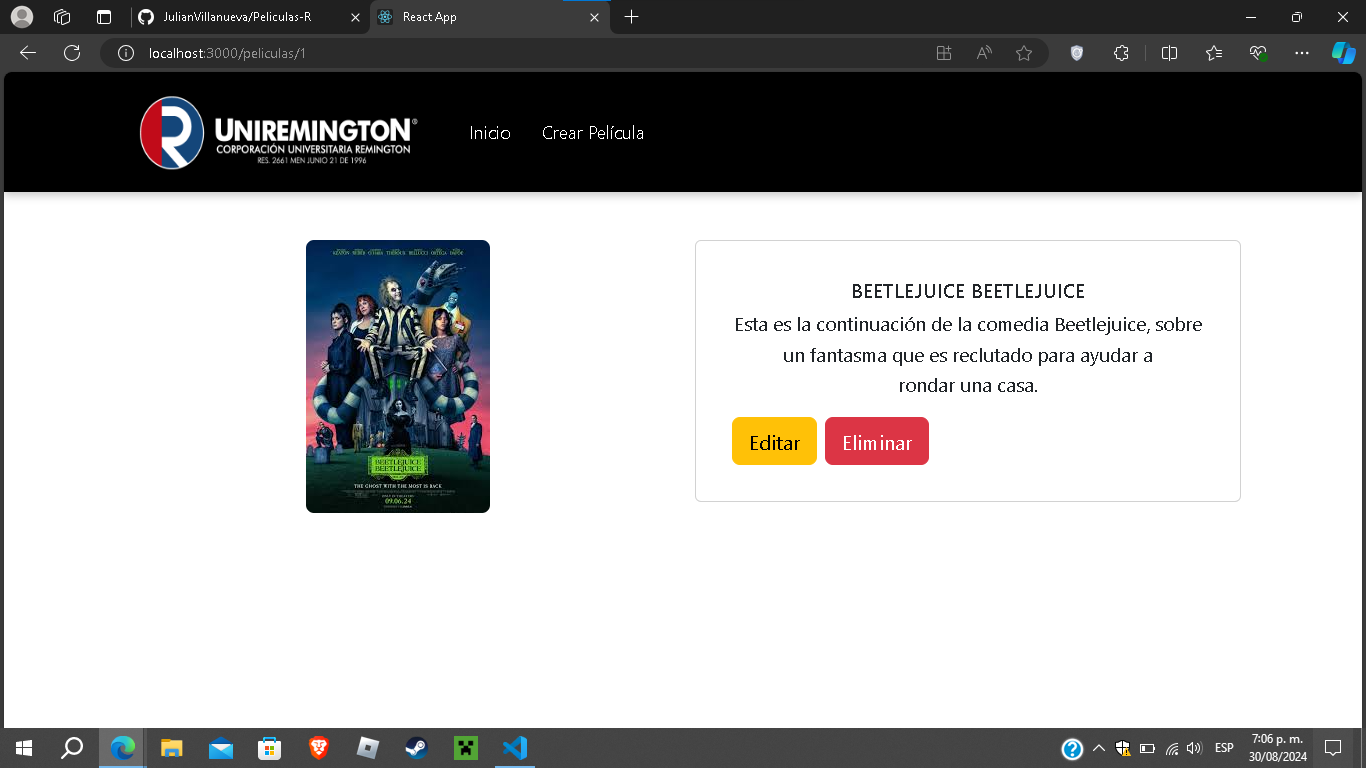 JulianVillanueva/Peliculas-R
React App
localhost:3000/peliculas/1
UNIREMINGTON®
CORPORACIÓN UNIVERSITARIA REMINGTON
RES. 2661 MEN JUNIO 21 DE 1996
Inicio
Crear Película
BEETLEJUICE
BEETLEJUICE
THE GHOST WITH THE MOST IS BACK
09.06.24
BEETLEJUICE BEETLEJUICE
Esta es la continuación de la comedia Beetlejuice, sobre
un fantasma que es reclutado para ayudar a
rondar una casa.
Editar
Eliminar
ESP
7:06 p. m.
30/08/2024